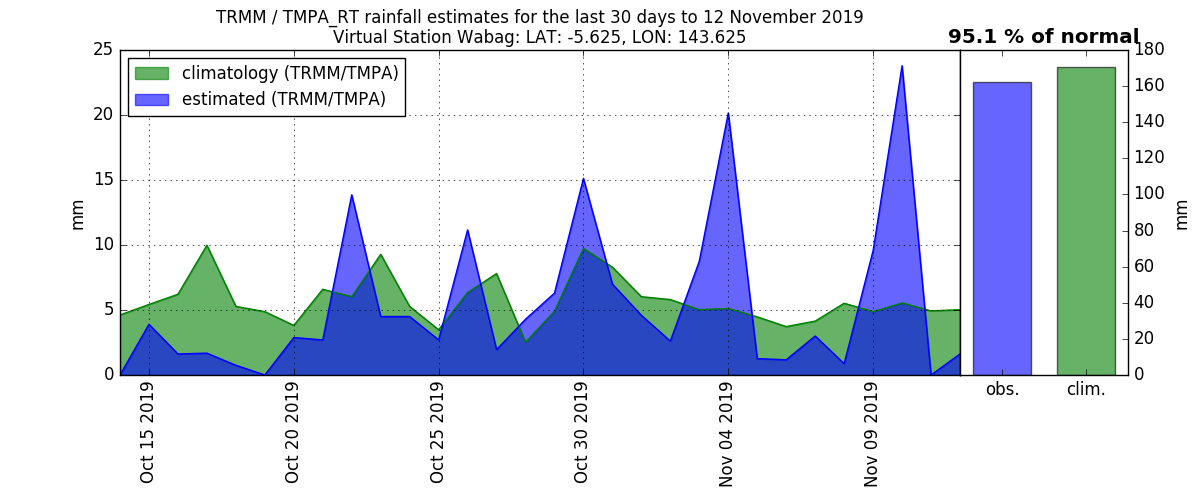 TRMM / TMPA_RT rainfall estimates for the last 30 days to 12 November 2019
Virtual Station Wabag: LAT: -5.625, LON: 143.625
95.1 % of normal
climatology (TRMM/TMPA)
estimated (TRMM/TMPA)
25
20
15
10
5
0
mm
Oct 15 2019
Oct 20 2019
Oct 25 2019
Oct 30 2019
Nov 04 2019
Nov 09 2019
180
160
140
120
100
80
60
40
20
0
mm
obs.
clim.